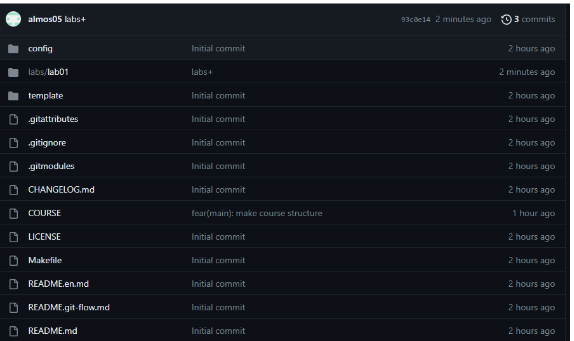 almos05 labs+ 93c0e14 2 minutes ago 3 commits
config Initial commit 2 hours ago
labs/lab01 labs+ 2 minutes ago
template Initial commit 2 hours ago
.gitattributes Initial commit 2 hours ago
.gitignore Initial commit 2 hours ago
.gitmodules Initial commit 2 hours ago
CHANGELOG.md Initial commit 2 hours ago
COURSE fear(main): make course structure 1 hour ago
LICENSE Initial commit 2 hours ago
Makefile Initial commit 2 hours ago
README.en.md Initial commit 2 hours ago
README.git-flow.md Initial commit 2 hours ago
README.md Initial commit 2 hours ago